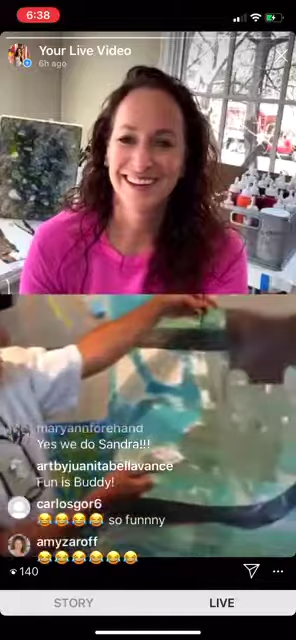 6:38
Your Live Video
6h ago
maryannforehand
Yes we do Sandra!!!
artbyjuanitabellavance
Fun is Buddy!
carlosgor6
😂😂😂😂 so funnny
amyzaroff
😂😂😂😂😂😂
140
STORY
LIVE